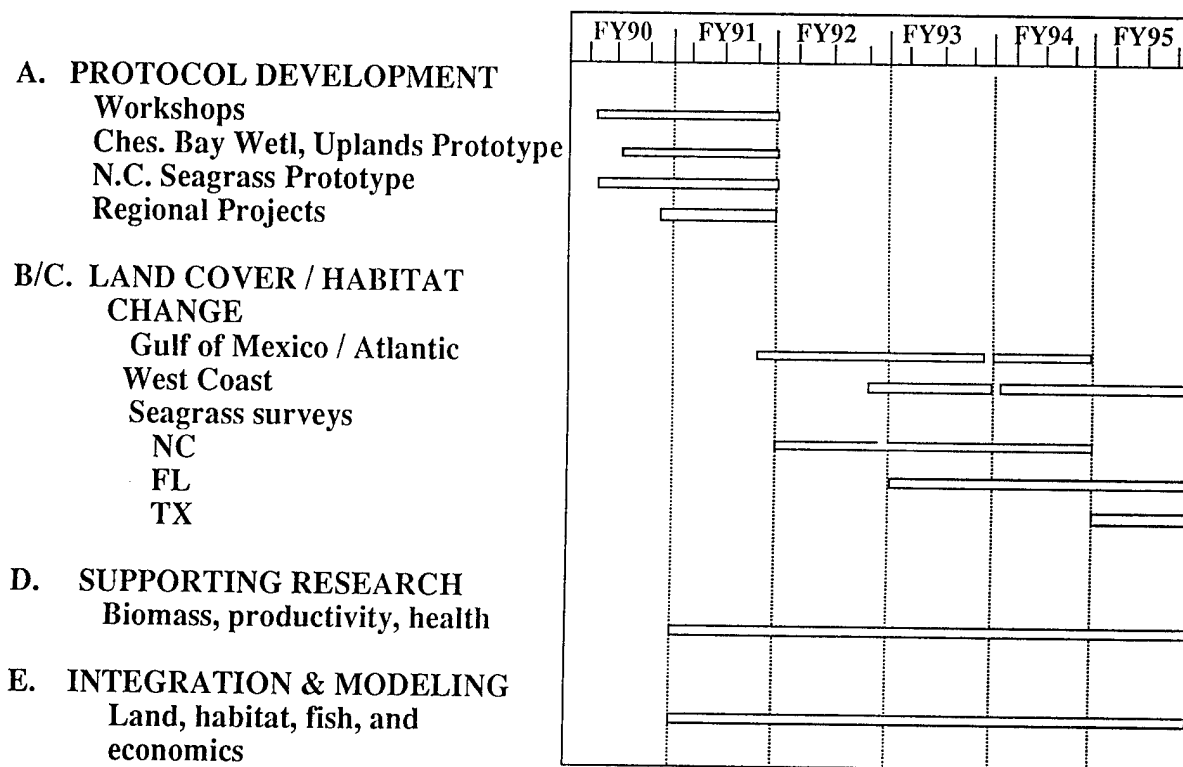 FY90 FY91 FY92 FY93 FY94 FY95
A. PROTOCOL DEVELOPMENT
Workshops
Ches. Bay Wetl, Uplands Prototype
N.C. Seagrass Prototype
Regional Projects
B/C. LAND COVER / HABITAT
CHANGE
Gulf of Mexico / Atlantic
West Coast
Seagrass surveys
NC
FL
TX
D. SUPPORTING RESEARCH
Biomass, productivity, health
E. INTEGRATION & MODELING
Land, habitat, fish, and
economics